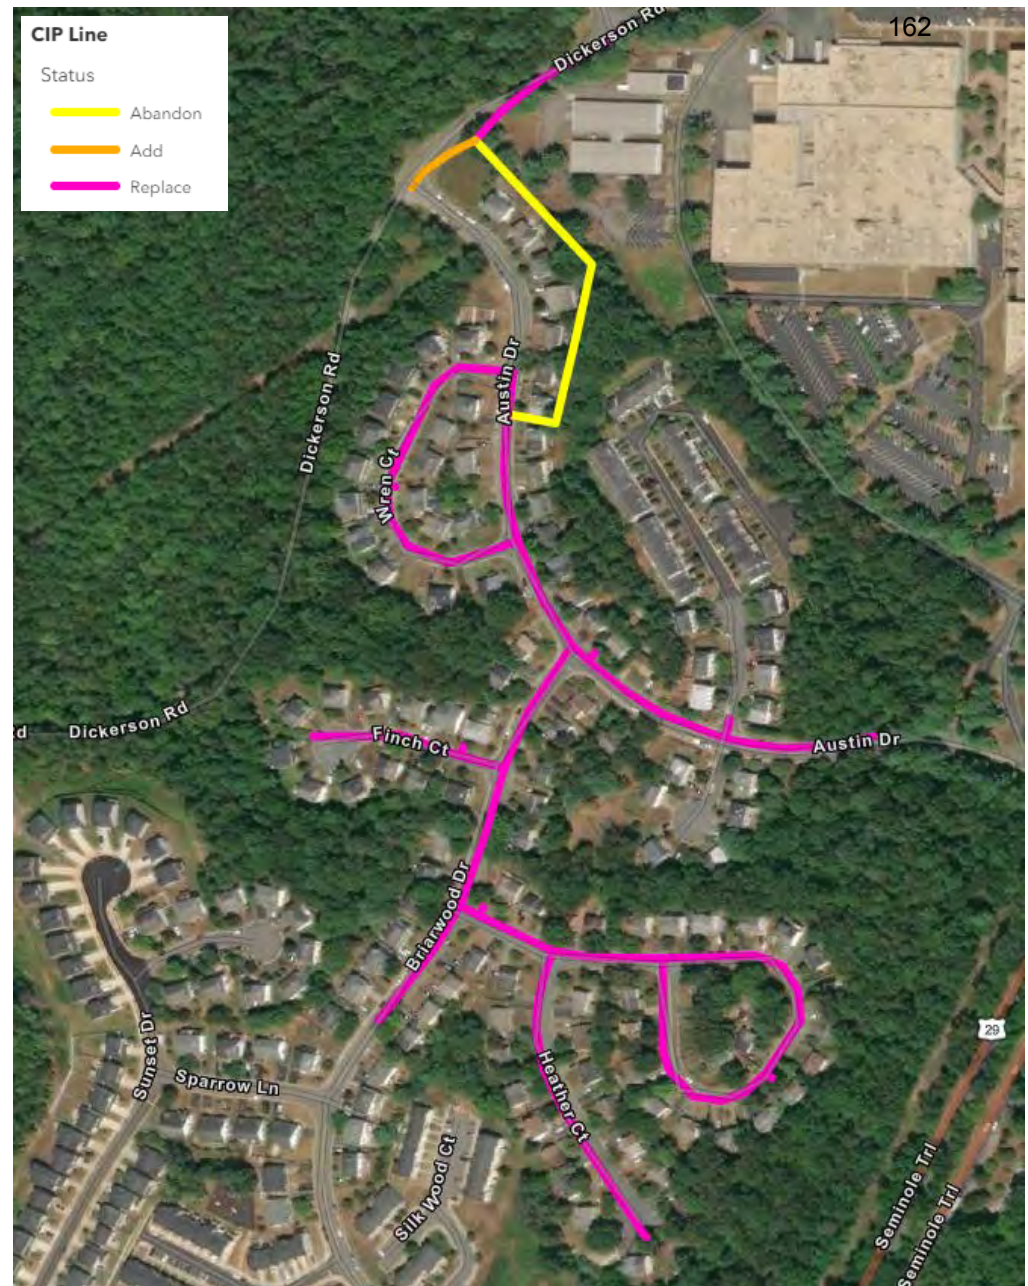 162
CIP Line
Status
Abandon
Add
Replace
Dickerson Rd
Dickerson Rd
Austin Dr
Wren Ct
Rd
Dickerson Rd
Finch Ct
Austin Dr
Briarwood Dr
29
Sunset Dr
Sparrow Ln
Heather Ct
Silk Wood Ct
Seminole Trl
Seminole Trl